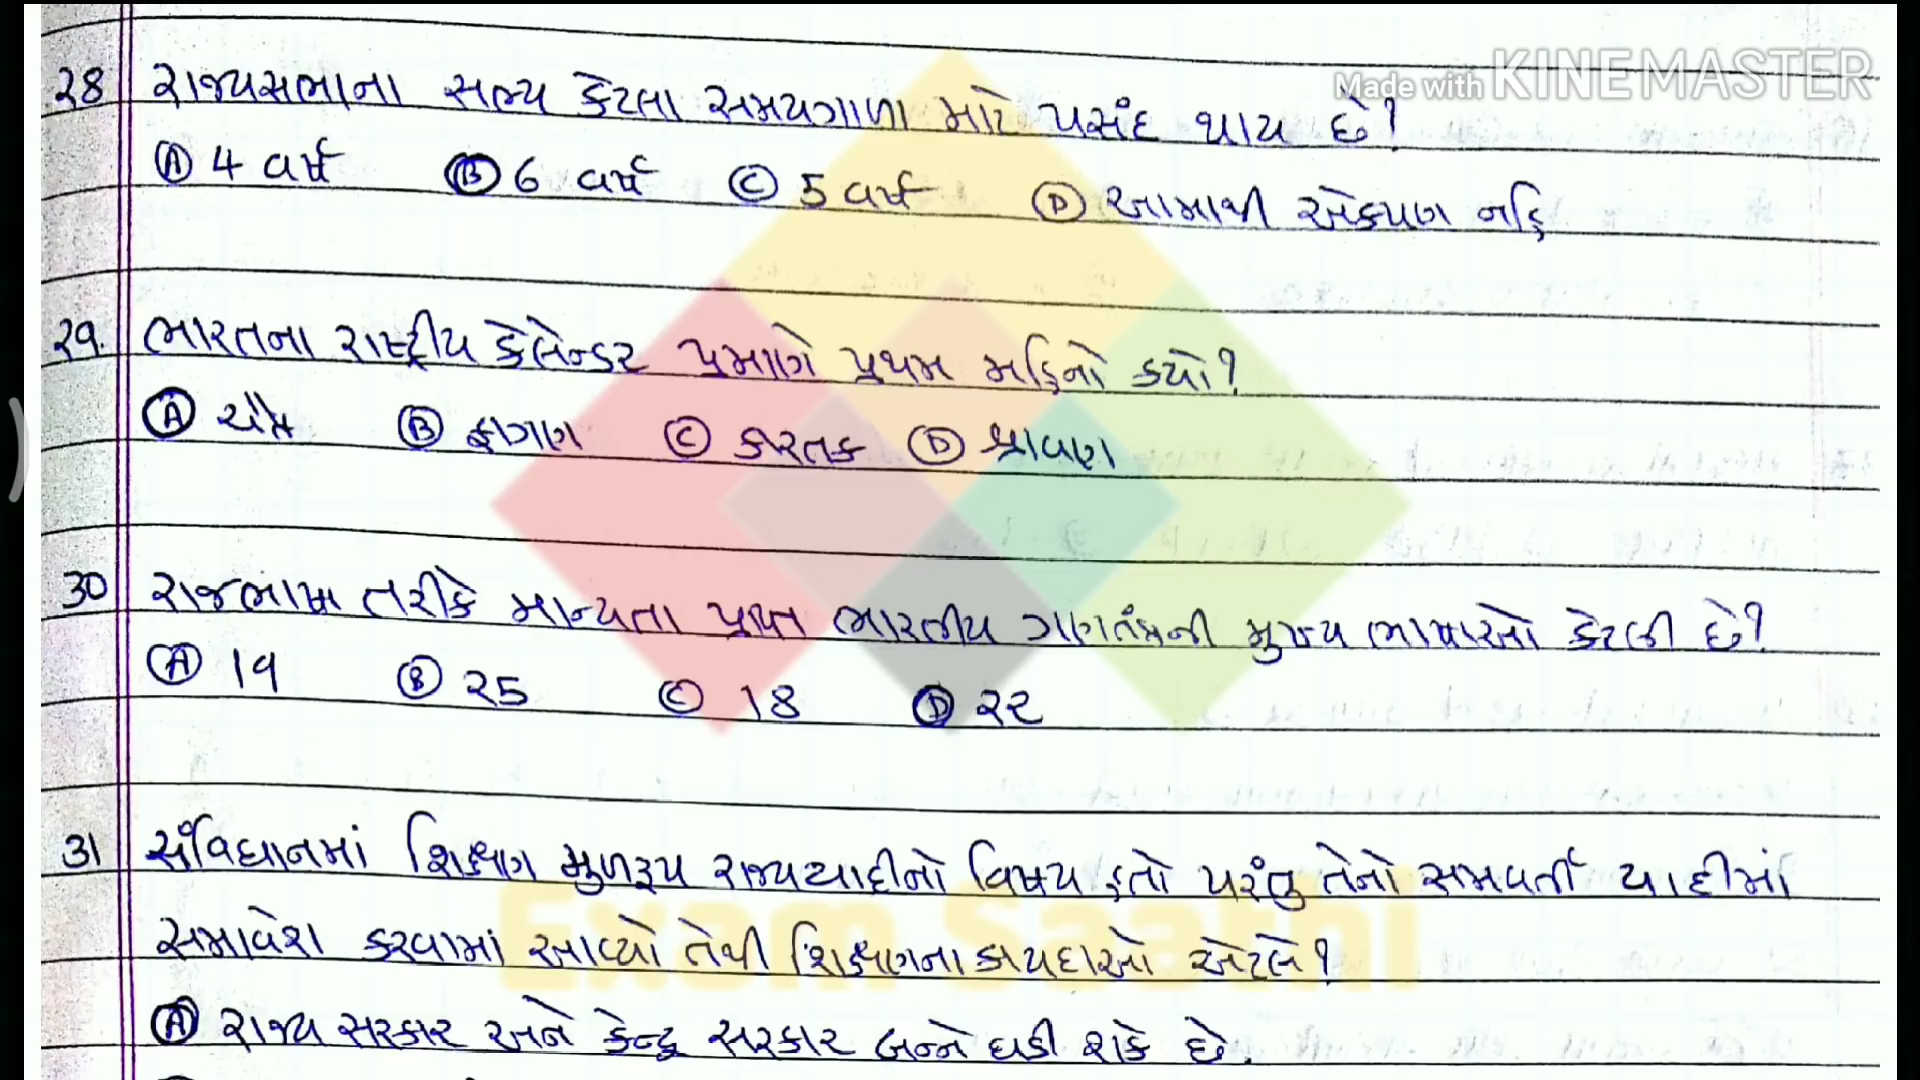 Made with KINEMASTER
28 રાજ્યસભાના સભ્ય કેટલા સમયગાળા માટે પસંદ થાય છે?
Ⓐ 4 વર્ષ Ⓑ 6 વર્ષ Ⓒ 5 વર્ષ Ⓓ આમાંથી એકપણ નહિ
29. ભારતના રાષ્ટ્રીય કેલેન્ડર પ્રમાણે પ્રથમ મહિનો કયો?
Ⓐ ચૈત્ર Ⓑ ફાગણ Ⓒ કારતક Ⓓ શ્રાવણ
30 રાજભાષા તરીકે માન્યતા પ્રાપ્ત ભારતીય ગણતંત્રની મુખ્ય ભાષાઓ કેટલી છે?
Ⓐ 19 Ⓑ 25 Ⓒ 18 Ⓓ 22
31 સંવિધાનમાં શિક્ષણ મુળરૂપ રાજ્યયાદીનો વિષય હતો પરંતુ તેનો સમવર્તી યાદીમાં
સમાવેશ કરવામાં આવ્યો તેથી શિક્ષણના કાયદાઓ એટલે?
Ⓐ રાજ્ય સરકાર અને કેન્દ્ર સરકાર બન્ને ઘડી શકે છે.
Exam Saathi